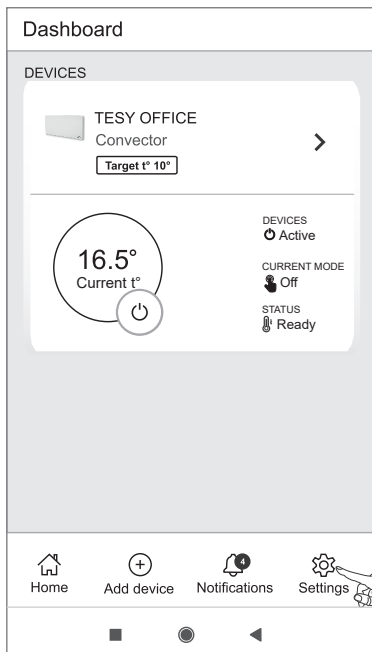 Dashboard
DEVICES
TESY OFFICE
Convector
Target t° 10°
16.5°
Current t°
DEVICES
Active
CURRENT MODE
Off
STATUS
Ready
4
Home
Add device
Notifications
Settings